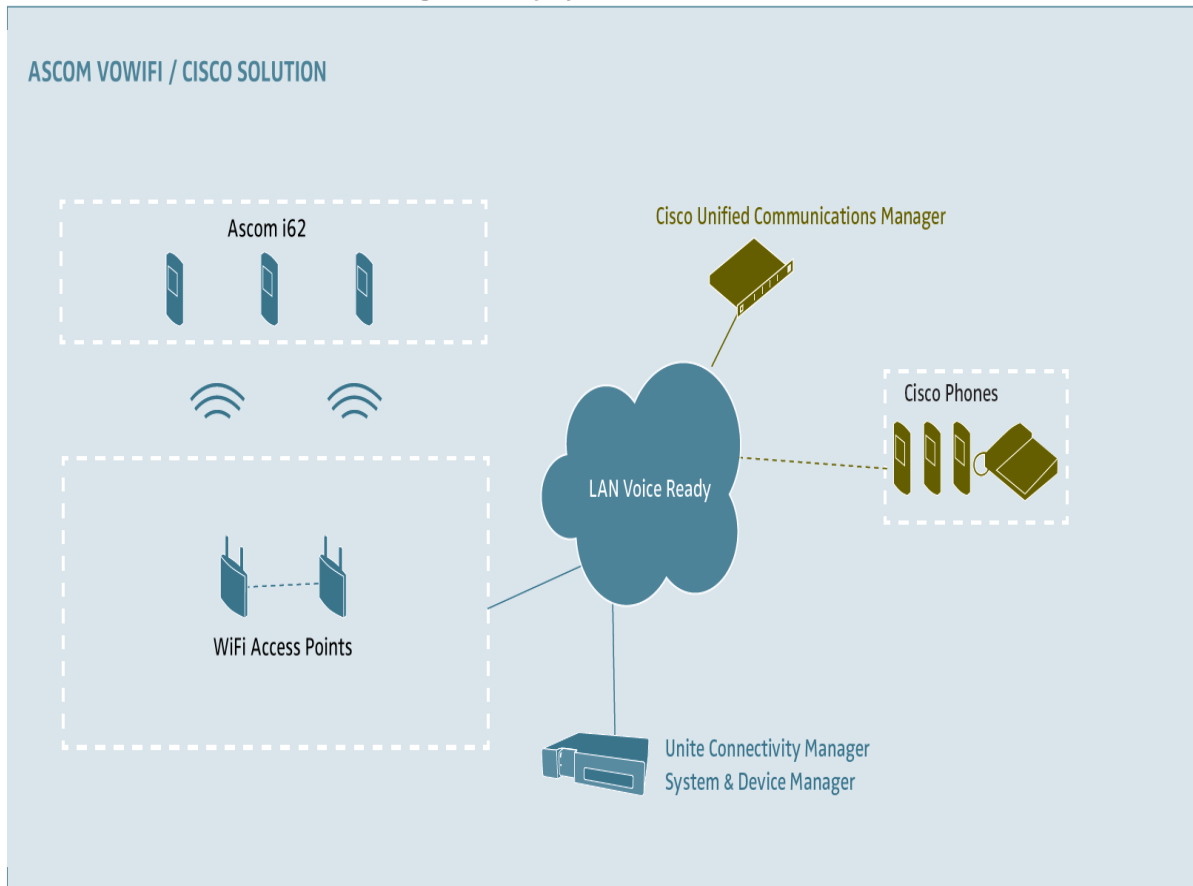 ASCOM VOWIFI / CISCO SOLUTION
Ascom i62
Cisco Unified Communications Manager
Cisco Phones
LAN Voice Ready
WiFi Access Points
Unite Connectivity Manager
System & Device Manager